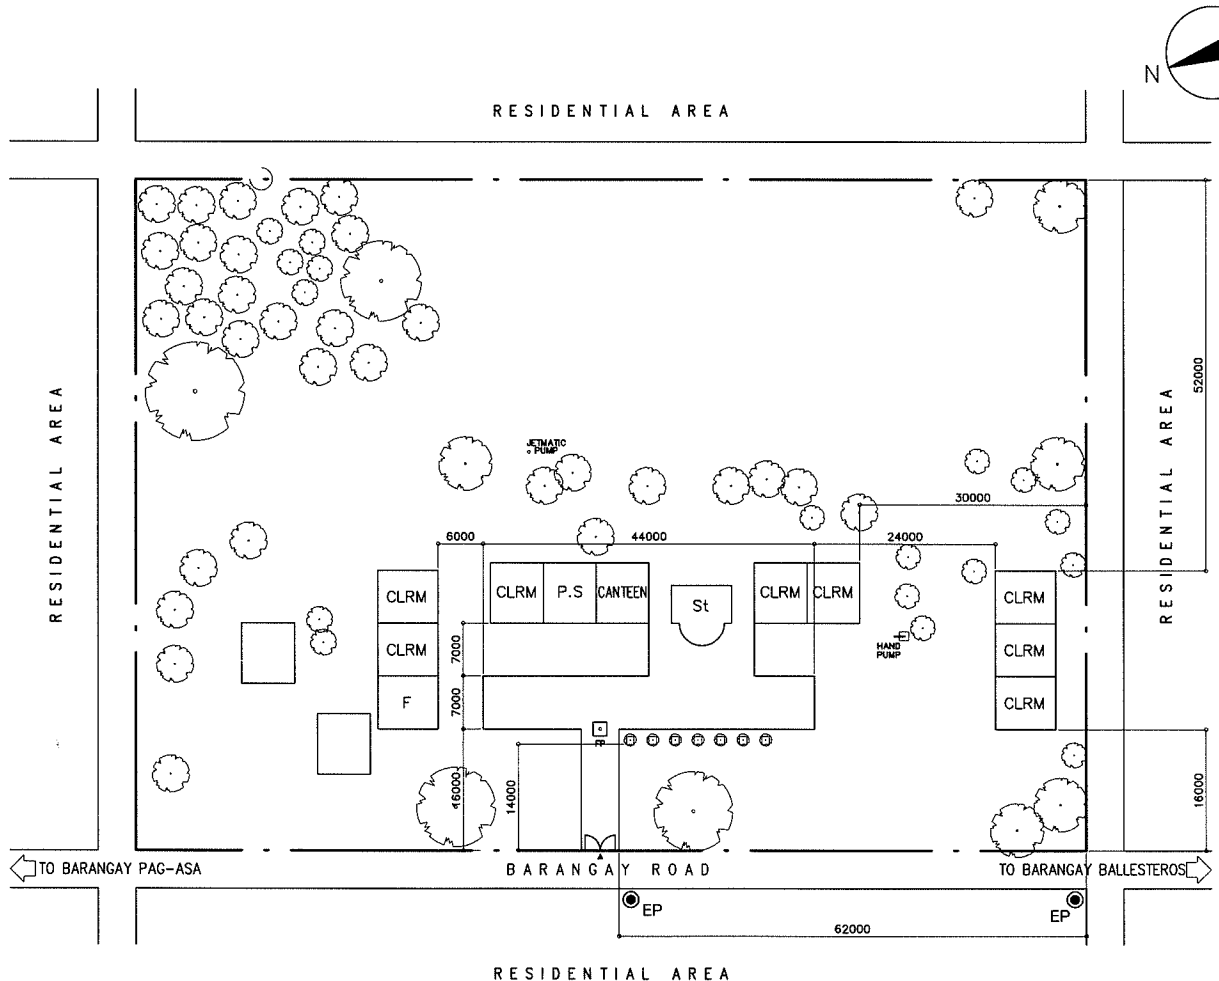 N
RESIDENTIAL AREA
RESIDENTIAL AREA
52000
RESIDENTIAL AREA
JETMATIC
PUMP
30000
6000
44000
24000
CLRM
CLRM
P.S
CANTEEN
St
CLRM
CLRM
CLRM
7000
CLRM
HAND
PUMP
CLRM
7000
F
CLRM
FP
16000
14000
16000
TO BARANGAY PAG-ASA
BARANGAY ROAD
TO BARANGAY BALLESTEROS
EP
EP
62000
RESIDENTIAL AREA